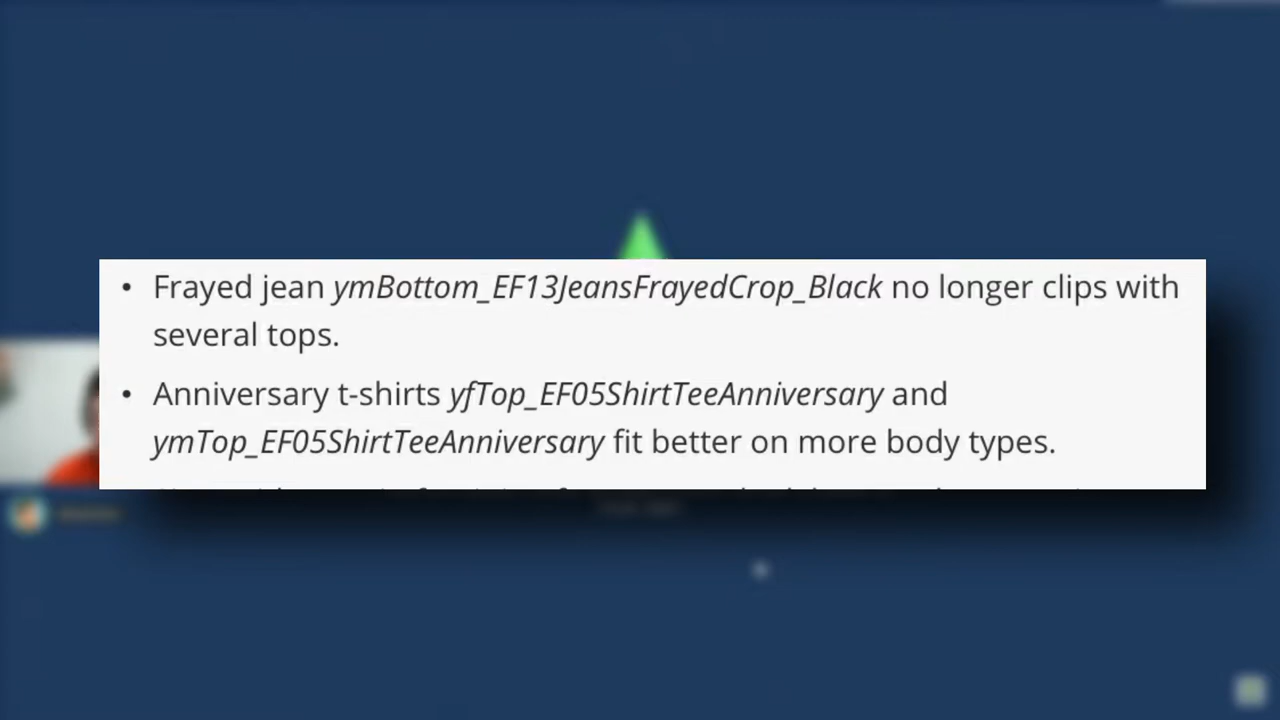 • Frayed jean ymBottom_EF13JeansFrayedCrop_Black no longer clips with
several tops.
• Anniversary t-shirts yfTop_EF05ShirtTeeAnniversary and
ymTop_EF05ShirtTeeAnniversary fit better on more body types.